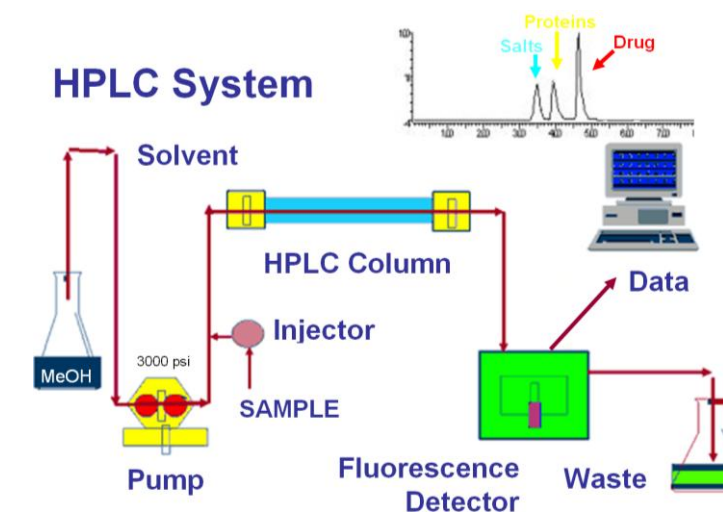 HPLC System
Proteins
Salts
Drug
Solvent
HPLC Column
Data
Injector
3000 psi
MeOH
SAMPLE
Pump
Fluorescence
Detector
Waste